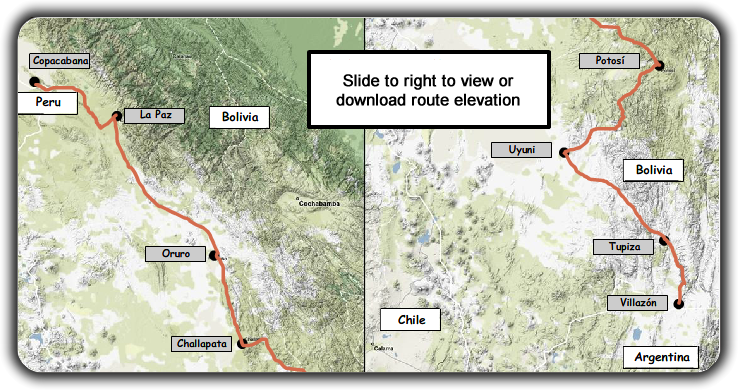 Copacabana
Peru
La Paz
Bolivia
Cochabamba
Oruro
Challapata
Slide to right to view or
download route elevation
Potosí
Uyuni
Bolivia
Tupiza
Villazón
Chile
Calama
Argentina